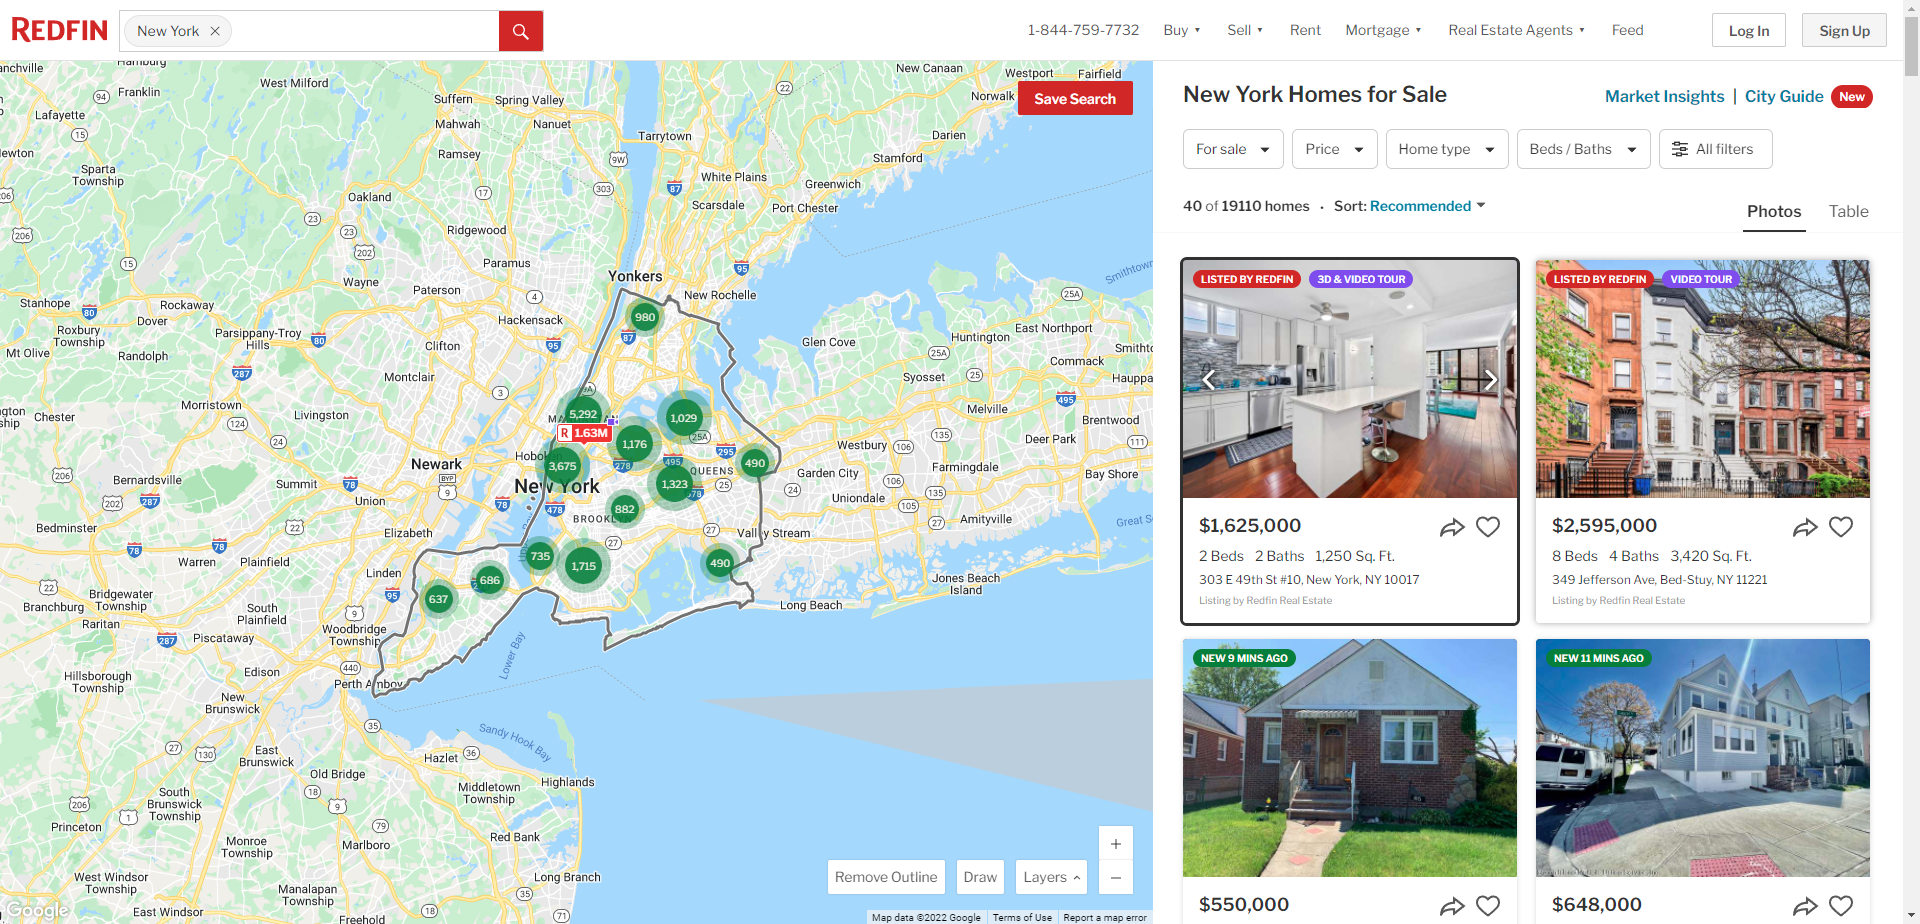 REDFIN
New York
1-844-759-7732
Buy
Sell
Rent
Mortgage
Real Estate Agents
Feed
Log In
Sign Up
Save Search
New York Homes for Sale
Market Insights | City Guide New
For sale
Price
Home type
Beds / Baths
All filters
40 of 19110 homes • Sort: Recommended
Photos
Table
LISTED BY REDFIN
3D & VIDEO TOUR
$1,625,000
2 Beds 2 Baths 1,250 Sq. Ft.
303 E 49th St #10, New York, NY 10017
Listing by Redfin Real Estate
LISTED BY REDFIN
VIDEO TOUR
$2,595,000
8 Beds 4 Baths 3,420 Sq. Ft.
349 Jefferson Ave, Bed-Stuy, NY 11221
Listing by Redfin Real Estate
NEW 9 MINS AGO
$550,000
NEW 11 MINS AGO
$648,000
Franklin
West Milford
New Canaan
Westport
Fairfield
Norwalk
Lafayette
Suffern
Spring Valley
Mahwah
Nanuet
Tarrytown
Darien
Ramsey
Stamford
Sparta
Township
White Plains
Greenwich
Oakland
Scarsdale
Port Chester
Ridgewood
Paramus
Yonkers
Smithtown
Wayne
Paterson
New Rochelle
Stanhope
Rockaway
Dover
Hackensack
Roxbury
Township
Parsippany-Troy
Hills
Glen Cove
Huntington
East Northport
Mt Olive
Randolph
Clifton
Commack
Montclair
Syosset
Morristown
Livingston
Melville
Brentwood
Chester
Deer Park
Westbury
Newark
Garden City
Farmingdale
Bay Shore
Bernardsville
Summit
Union
QUEENS
New York
Uniondale
Bedminster
Elizabeth
Amityville
Valley Stream
Warren
Plainfield
Linden
Jones Beach
Island
Long Beach
Bridgewater
Township
Branchburg
Raritan
South
Plainfield
Woodbridge
Township
Piscataway
Lower Bay
Edison
Hillsborough
Township
Perth Amboy
New
Brunswick
Sandy Hook Bay
East
Brunswick
Hazlet
Old Bridge
Highlands
Middletown
Township
South
Brunswick
Township
Princeton
Red Bank
Monroe
Township
Marlboro
West Windsor
Township
Long Branch
Manalapan
Township
East Windsor
Freehold
980
5,292
1,029
R 1.63M
1,176
3,675
490
1,323
882
735
1,715
490
686
637
Remove Outline
Draw
Layers
+
−
Google
Map data ©2022 Google
Terms of Use
Report a map error